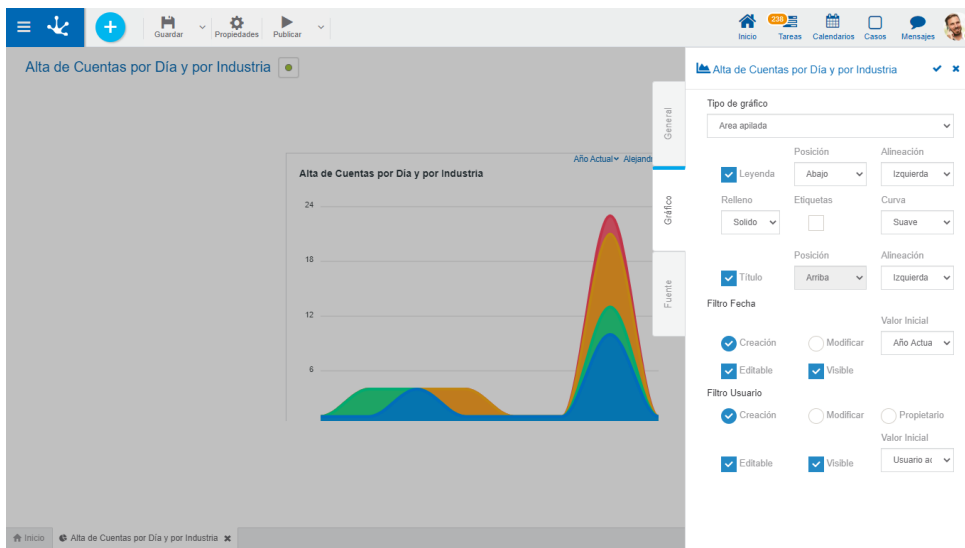 Guardar
Propiedades
Publicar
Inicio
238
Tareas
Calendarios
Casos
Mensajes
Alta de Cuentas por Día y por Industria
Año Actual
Alta de Cuentas por Día y por Industria
24
18
12
6
General
Gráfico
Fuente
Alta de Cuentas por Día y por Industria
Tipo de gráfico
Area apilada
Posición Alineación
Leyenda Abajo Izquierda
Relleno Etiquetas Curva
Solido Suave
Posición Alineación
Título Arriba Izquierda
Filtro Fecha
Valor Inicial
Creación Modificar Año Actua
Editable Visible
Filtro Usuario
Creación Modificar Propietario
Valor Inicial
Editable Visible Usuario ac
Inicio
Alta de Cuentas por Día y por Industria